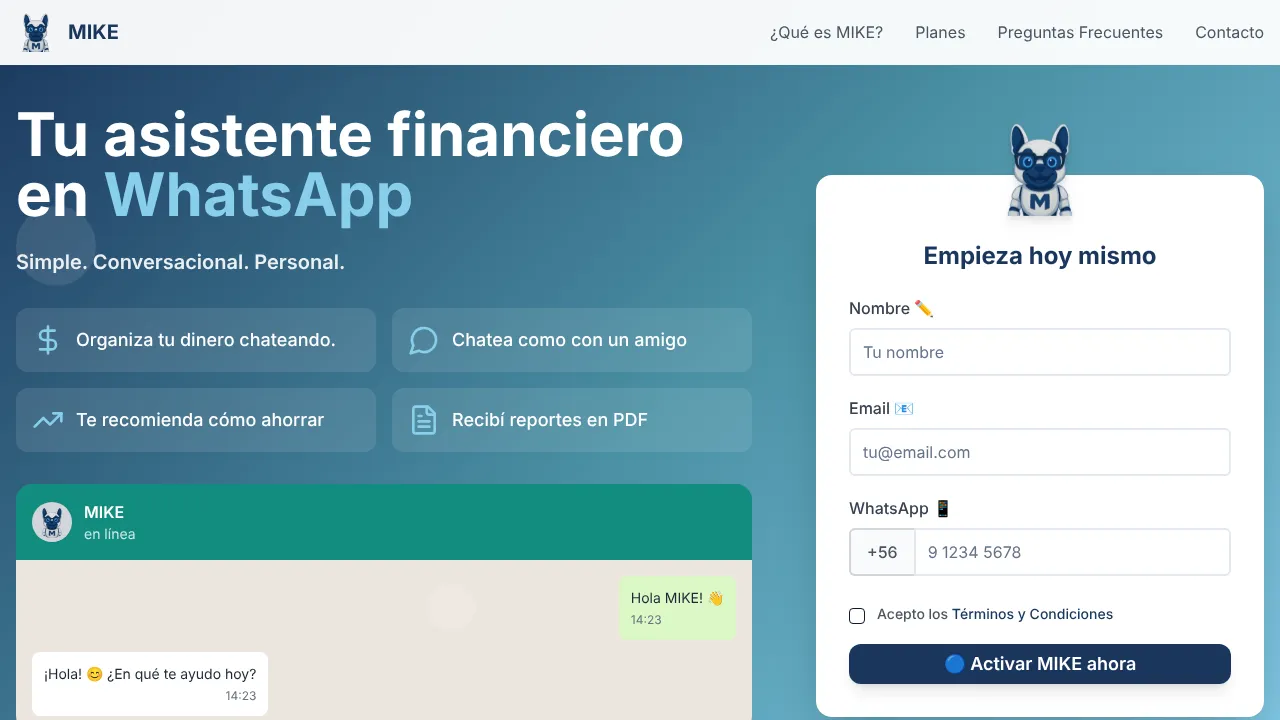 MIKE
¿Qué es MIKE?
Planes
Preguntas Frecuentes
Contacto
Tu asistente financiero
en WhatsApp
Simple. Conversacional. Personal.
Organiza tu dinero chateando.
Chatea como con un amigo
Te recomienda cómo ahorrar
Recibí reportes en PDF
MIKE
en línea
Hola MIKE! 👋
14:23
¡Hola! 😊 ¿En qué te ayudo hoy?
14:23
M
Empieza hoy mismo
Nombre ✏️
Tu nombre
Email 📧
tu@email.com
WhatsApp 📱
+56
9 1234 5678
Acepto los Términos y Condiciones
🔵 Activar MIKE ahora